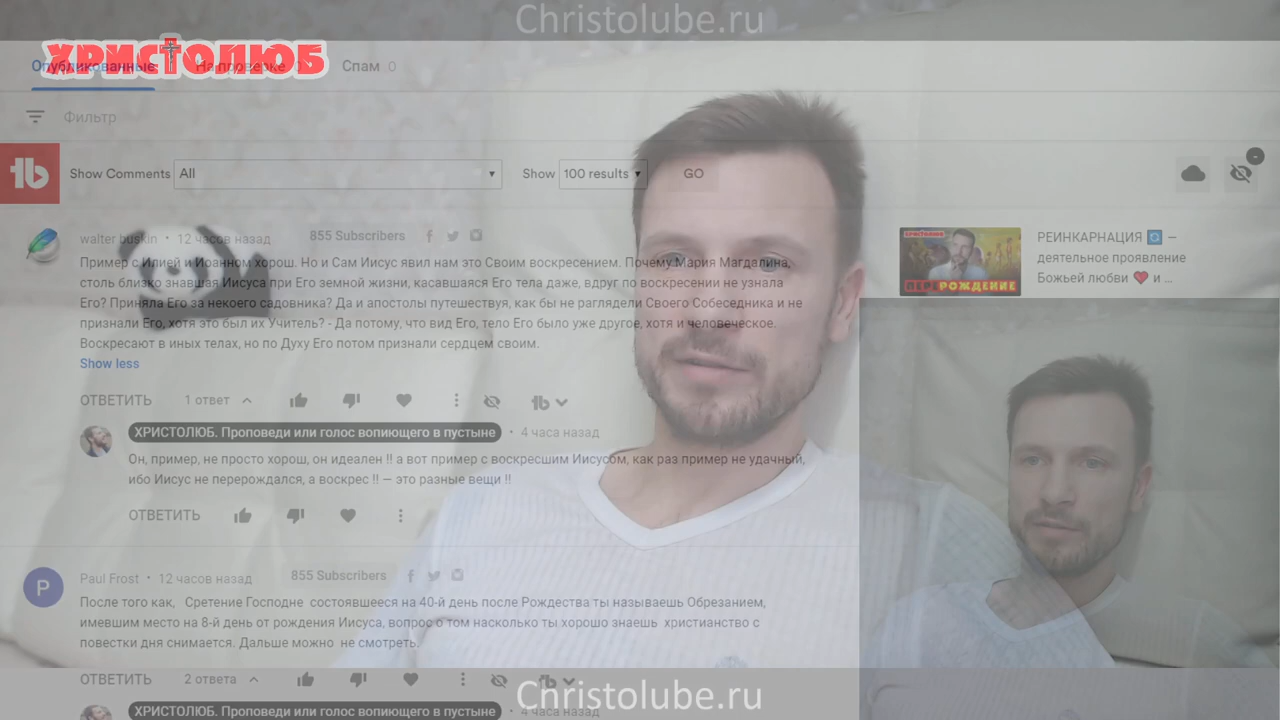 Christolube.ru
ХРИСТОЛЮБ
Опубликованные На проверке 0 Спам 0
Фильтр
tb Show Comments All Show 100 results GO
walter buskin • 12 часов назад 855 Subscribers
Пример с Илией и Иоанном хорош. Но и Сам Иисус явил нам это Своим воскресением. Почему Мария Магдалина,
столь близко знавшая Иисуса при Его земной жизни, касавшаяся Его тела даже, вдруг по воскресении не узнала
Его? Приняла Его за некоего садовника? Да и апостолы путешествуя, как бы не раглядели Своего Собеседника и не
признали Его, хотя это был их Учитель? - Да потому, что вид Его, тело Его было уже другое, хотя и человеческое.
Воскресают в иных телах, но по Духу Его потом признали сердцем своим.
Show less
РЕИНКАРНАЦИЯ 🔄 —
деятельное проявление
Божьей любви ❤️ и ...
ХРИСТОЛЮБ
ПЕРЕРОЖДЕНИЕ
ОТВЕТИТЬ 1 ответ tb
ХРИСТОЛЮБ. Проповеди или голос вопиющего в пустыне • 4 часа назад
Он, пример, не просто хорош, он идеален !! а вот пример с воскресшим Иисусом, как раз пример не удачный,
ибо Иисус не перерождался, а воскрес !! — это разные вещи !!
ОТВЕТИТЬ
P Paul Frost • 12 часов назад 855 Subscribers
После того как, Сретение Господне состоявшееся на 40-й день после Рождества ты называешь Обрезанием,
имевшим место на 8-й день от рождения Иисуса, вопрос о том насколько ты хорошо знаешь христианство с
повестки дня снимается. Дальше можно не смотреть.
ОТВЕТИТЬ 2 ответа tb
Christolube.ru
ХРИСТОЛЮБ. Проповеди или голос вопиющего в пустыне • 4 часа назад